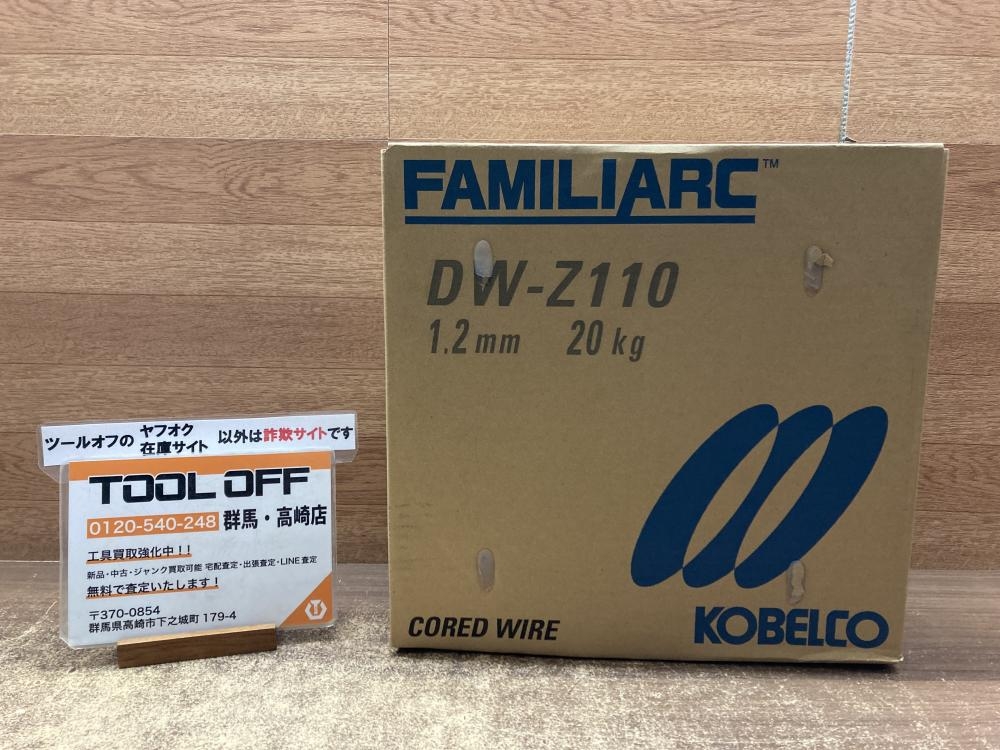 FAMILIARC™
DW-Z110
1.2mm 20kg
CORED WIRE
KOBELCO
ツールオフの ヤフオク 在庫サイト 以外は詐欺サイトです
TOOL OFF
0120-540-248 群馬・高崎店
工具買取強化中!!
新品・中古・ジャンク買取可能 宅配査定・出張査定・LINE査定
無料で査定いたします!
〒370-0854
群馬県高崎市下之城町 179-4